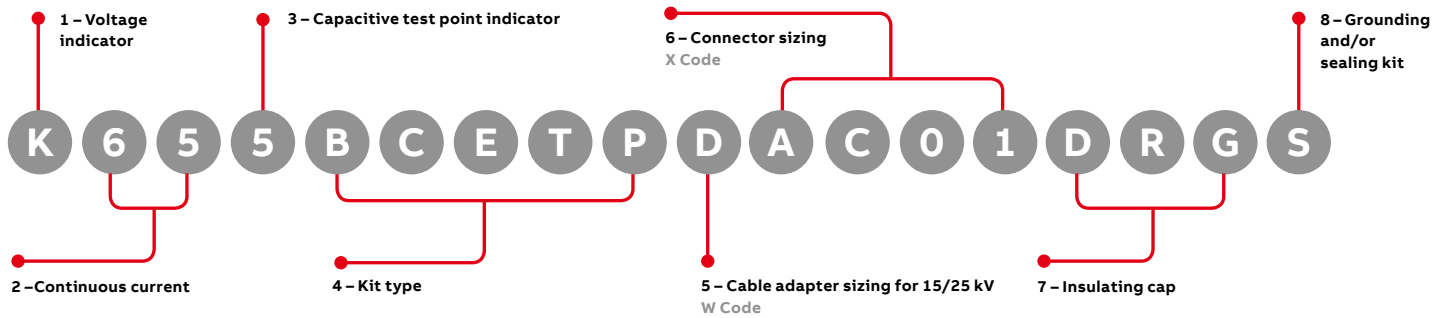 1 – Voltage
indicator
3 – Capacitive test point indicator
6 – Connector sizing
X Code
8 – Grounding
and/or
sealing kit
K 6 5 5 B C E T P D A C 0 1 D R G S
2 –Continuous current
4 – Kit type
5 – Cable adapter sizing for 15/25 kV
W Code
7 – Insulating cap